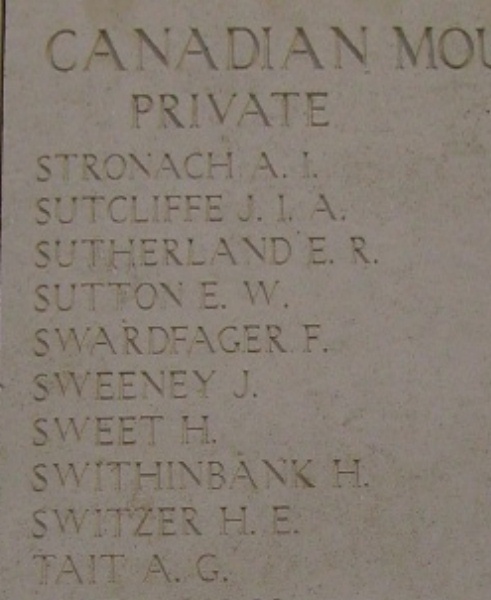 CANADIAN MOU
PRIVATE
STRONACH A. I.
SUTCLIFFE J. I. A.
SUTHERLAND E. R.
SUTTON E. W.
SWARDFAGER F.
SWEENEY J.
SWEET H.
SWITHINBANK H.
SWITZER H. E.
TAIT A. G.